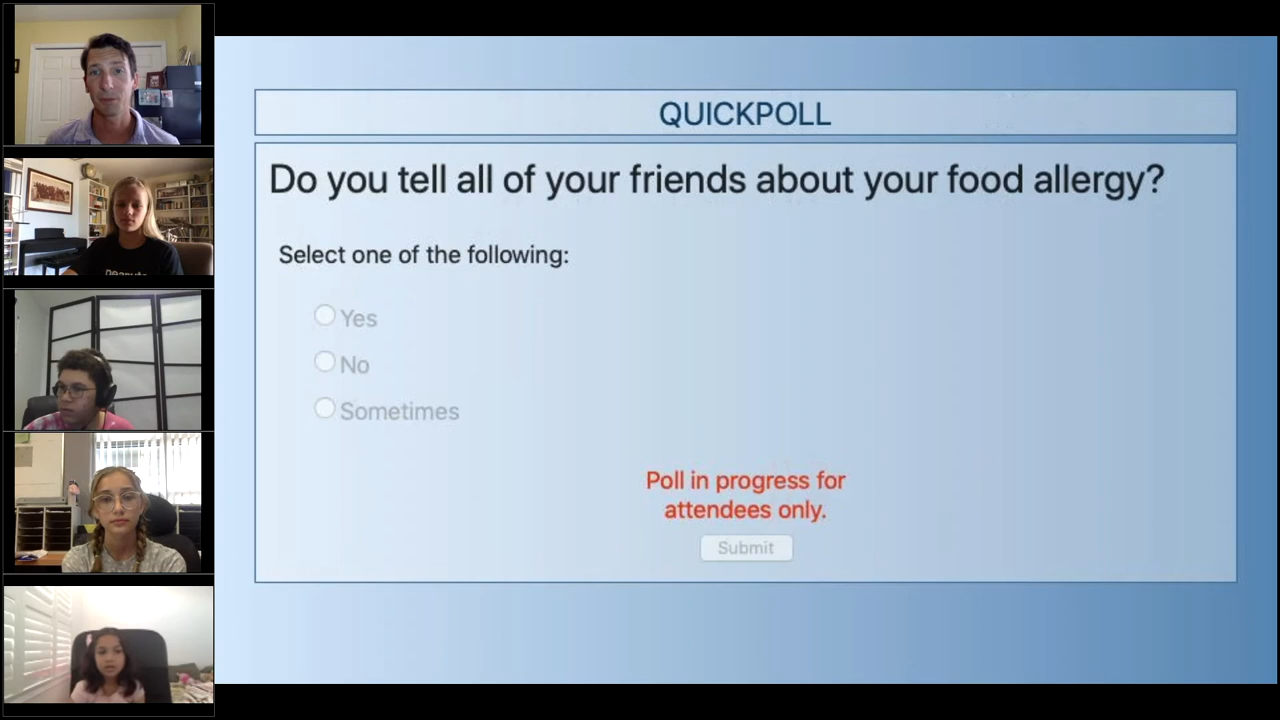 QUICKPOLL
Do you tell all of your friends about your food allergy?
Select one of the following:
Yes
No
Sometimes
Poll in progress for
attendees only.
Submit